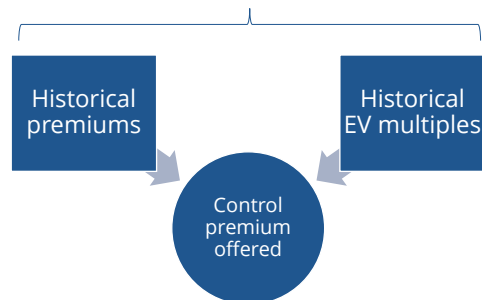 Historical
premiums
Historical
EV multiples
Control
premium
offered